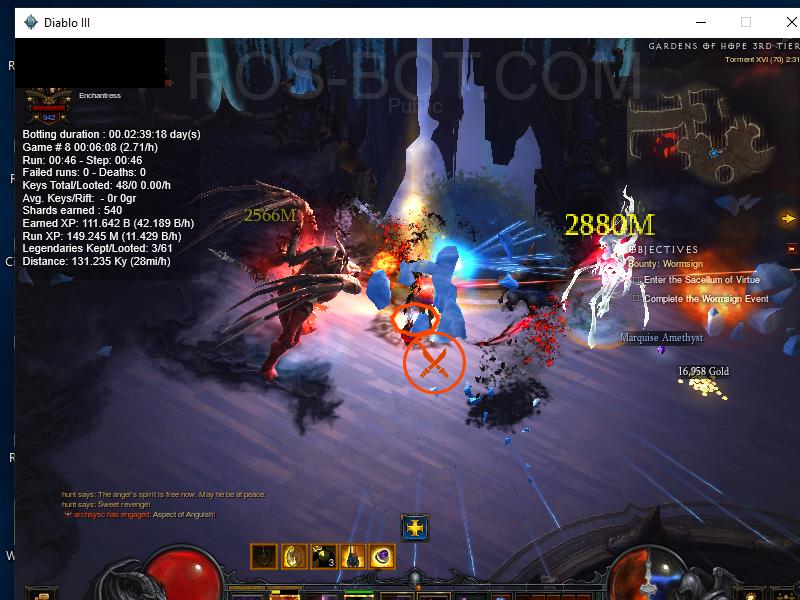 Diablo III
ROS-BOT.COM
Public
GARDENS OF HOPE 3RD TIER
Torment XVI (70) 2:31
Enchantress
942
Botting duration : 00.02:39:18 day(s)
Game # 8 00:06:08 (2.71/h)
Run: 00:46 - Step: 00:46
Failed runs: 0 - Deaths: 0
Keys Total/Looted: 48/0 0.00/h
Avg. Keys/Rift: - 0r 0gr
Shards earned : 540
Earned XP: 111.642 B (42.189 B/h)
Run XP: 149.245 M (11.429 B/h)
Legendaries Kept/Looted: 3/61
Distance: 131.235 Ky (28mi/h)
2566M
2880M
OBJECTIVES
Bounty: Wormsign
Enter the Sacellum of Virtue
Complete the Wormsign Event
Marquise Amethyst
16,958 Gold
hunt says: The angel's spirit is free now. May he be at peace.
hunt says: Sweet revenge!
archsysc has engaged: Aspect of Anguish!
3